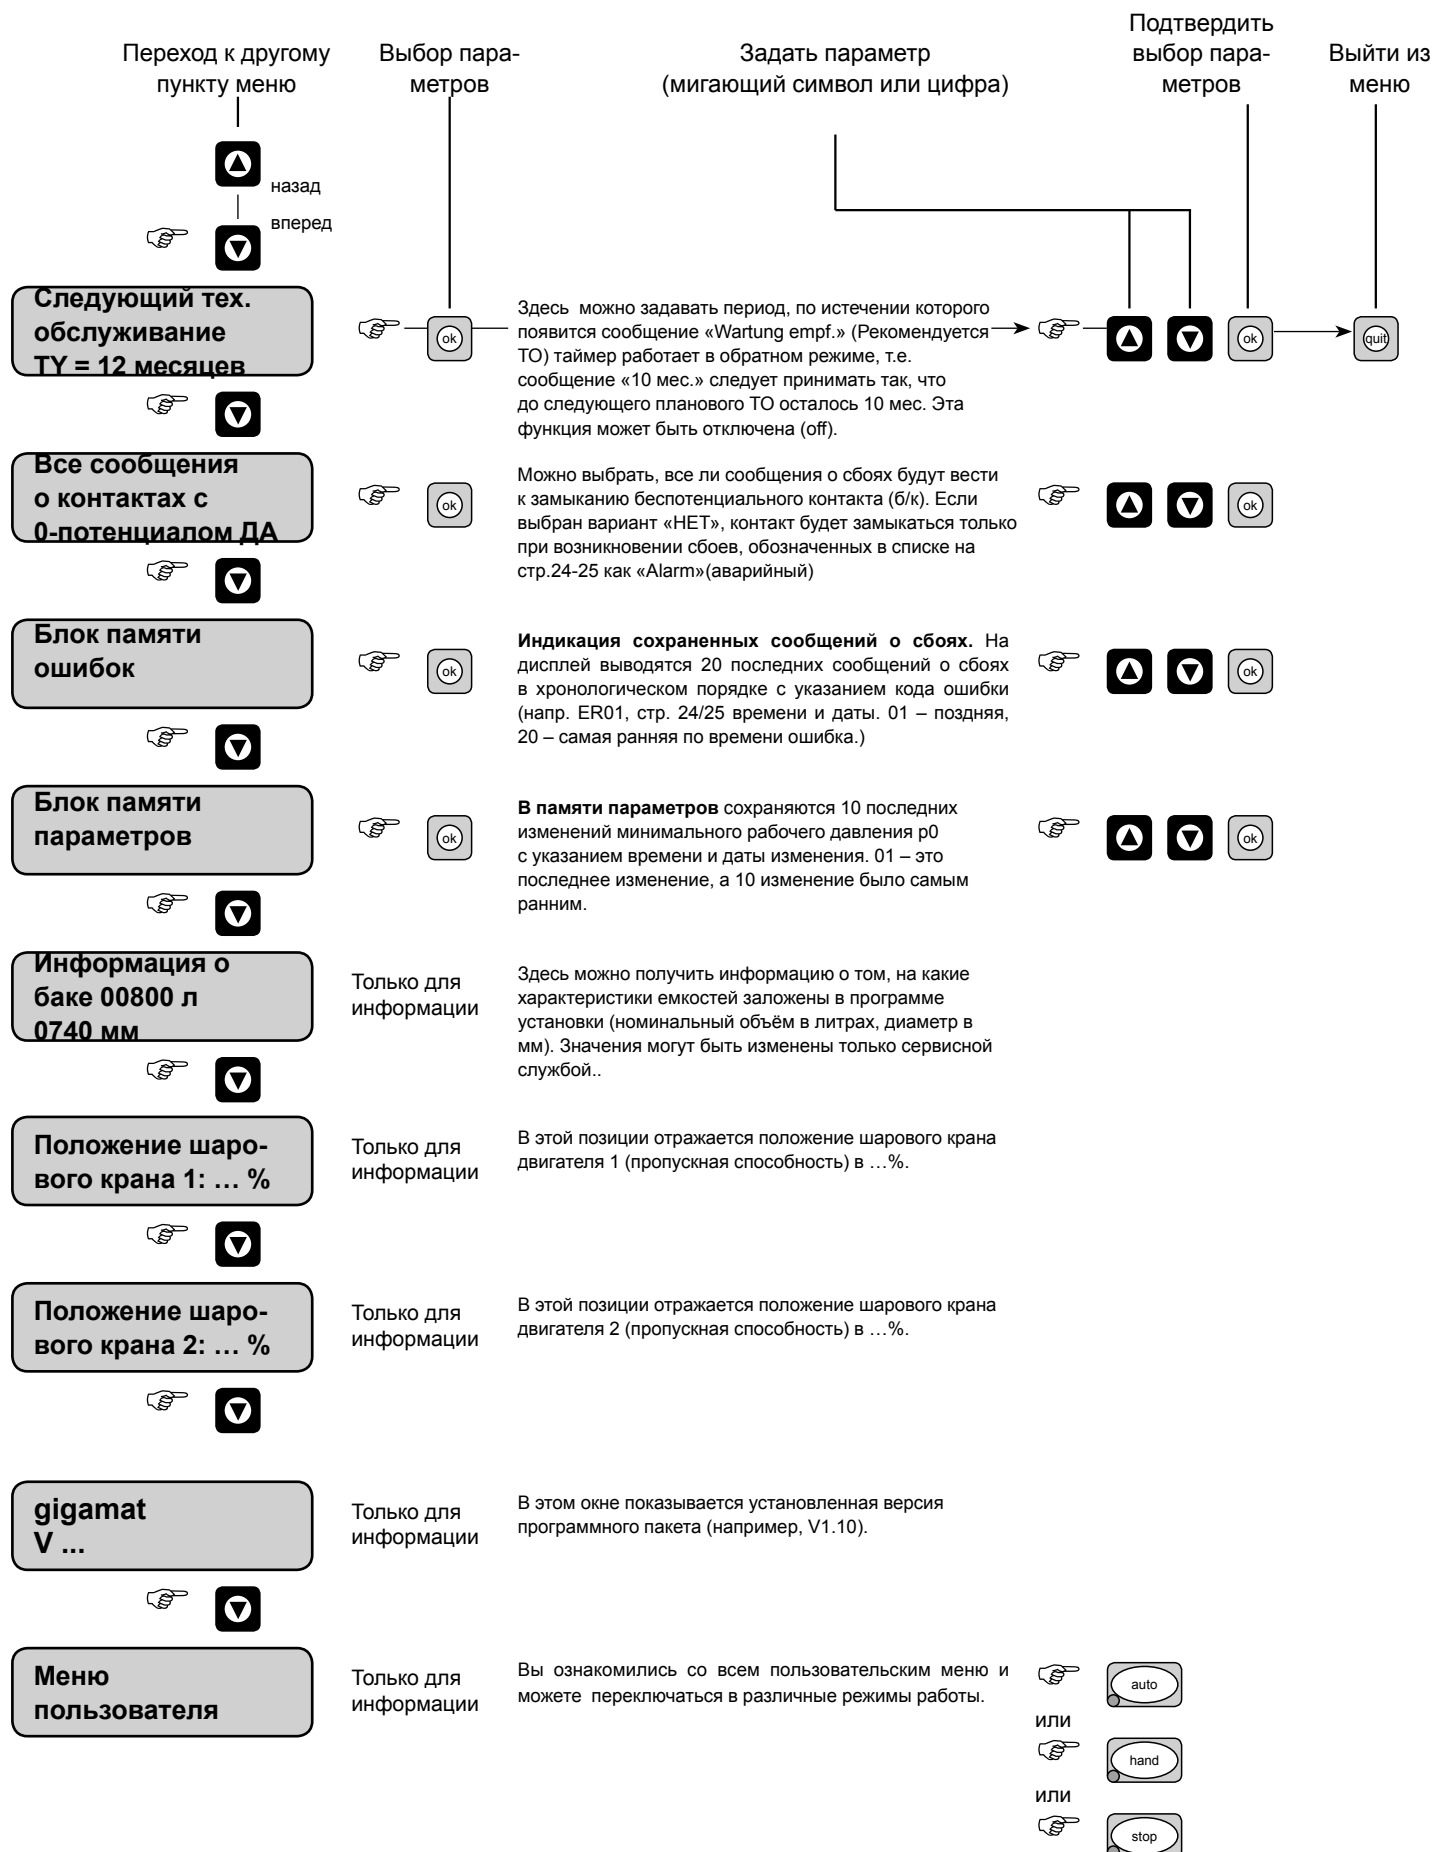 Переход к другому
пункту меню
Выбор пара-
метров
Задать параметр
(мигающий символ или цифра)
Подтвердить
выбор пара-
метров
Выйти из
меню
назад
вперед
Следующий тех.
обслуживание
TY = 12 месяцев
ok
Здесь  можно задавать период, по истечении которого
появится сообщение «Wartung empf.» (Рекомендуется
ТО) таймер работает в обратном режиме, т.е.
сообщение «10 мес.» следует принимать так, что
до следующего планового ТО осталось 10 мес. Эта
функция может быть отключена (off).
ok
quit
Все сообщения
о контактах с
0-потенциалом ДА
ok
Можно выбрать, все ли сообщения о сбоях будут вести
к замыканию беспотенциального контакта (б/к). Если
выбран вариант «НЕТ», контакт будет замыкаться только
при возникновении сбоев, обозначенных в списке на
стр.24-25 как «Alarm»(аварийный)
ok
Блок памяти
ошибок
ok
Индикация сохраненных сообщений о сбоях. На
дисплей выводятся 20 последних сообщений о сбоях
в хронологическом порядке с указанием кода ошибки
(напр. ER01, стр. 24/25 времени и даты. 01 – поздняя,
20 – самая ранняя по времени ошибка.)
ok
Блок памяти
параметров
ok
В памяти параметров сохраняются 10 последних
изменений минимального рабочего давления p0
с указанием времени и даты изменения. 01 – это
последнее изменение, а 10 изменение было самым
ранним.
ok
Информация о
баке 00800 л
0740 мм
Только для
информации
Здесь можно получить информацию о том, на какие
характеристики емкостей заложены в программе
установки (номинальный объём в литрах, диаметр в
мм). Значения могут быть изменены только сервисной
службой..
Положение шаро-
вого крана 1: … %
Только для
информации
В этой позиции отражается положение шарового крана
двигателя 1 (пропускная способность) в …%.
Положение шаро-
вого крана 2: … %
Только для
информации
В этой позиции отражается положение шарового крана
двигателя 2 (пропускная способность) в …%.
gigamat
V ...
Только для
информации
В этом окне показывается установленная версия
программного пакета (например, V1.10).
Меню
пользователя
Только для
информации
Вы ознакомились со всем пользовательским меню и
можете  переключаться в различные режимы работы.
auto
или
hand
или
stop